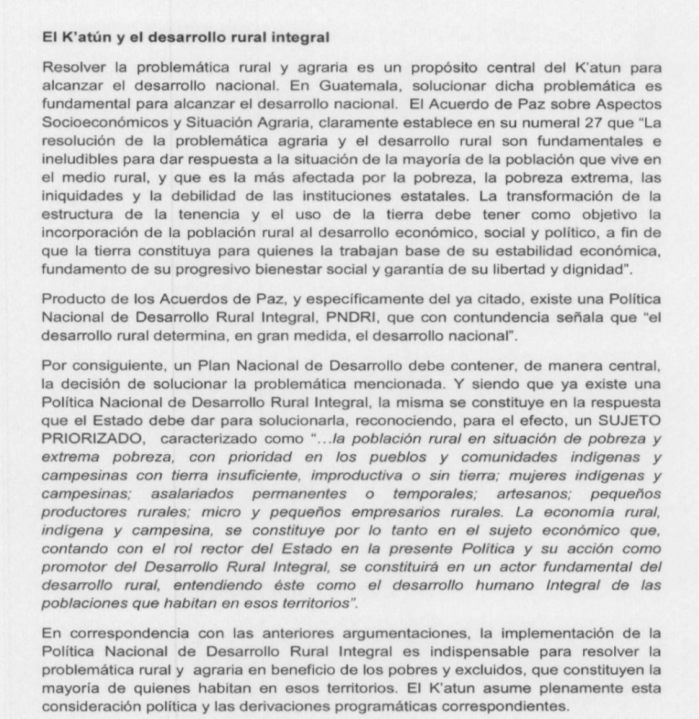 El K'atún y el desarrollo rural integral
Resolver la problemática rural y agraria es un propósito central del K'atun para
alcanzar el desarrollo nacional. En Guatemala, solucionar dicha problemática es
fundamental para alcanzar el desarrollo nacional. El Acuerdo de Paz sobre Aspectos
Socioeconómicos y Situación Agraria, claramente establece en su numeral 27 que “La
resolución de la problemática agraria y el desarrollo rural son fundamentales e
ineludibles para dar respuesta a la situación de la mayoría de la población que vive en
el medio rural, y que es la más afectada por la pobreza, la pobreza extrema, las
iniquidades y la debilidad de las instituciones estatales. La transformación de la
estructura de la tenencia y el uso de la tierra debe tener como objetivo la
incorporación de la población rural al desarrollo económico, social y político, a fin de
que la tierra constituya para quienes la trabajan base de su estabilidad económica,
fundamento de su progresivo bienestar social y garantía de su libertad y dignidad”.
Producto de los Acuerdos de Paz, y específicamente del ya citado, existe una Política
Nacional de Desarrollo Rural Integral, PNDRI, que con contundencia señala que “el
desarrollo rural determina, en gran medida, el desarrollo nacional”.
Por consiguiente, un Plan Nacional de Desarrollo debe contener, de manera central,
la decisión de solucionar la problemática mencionada. Y siendo que ya existe una
Política Nacional de Desarrollo Rural Integral, la misma se constituye en la respuesta
que el Estado debe dar para solucionarla, reconociendo, para el efecto, un SUJETO
PRIORIZADO, caracterizado como “...la población rural en situación de pobreza y
extrema pobreza, con prioridad en los pueblos y comunidades indígenas y
campesinas con tierra insuficiente, improductiva o sin tierra; mujeres indígenas y
campesinas; asalariados permanentes o temporales; artesanos; pequeños
productores rurales; micro y pequeños empresarios rurales. La economía rural,
indígena y campesina, se constituye por lo tanto en el sujeto económico que,
contando con el rol rector del Estado en la presente Política y su acción como
promotor del Desarrollo Rural Integral, se constituirá en un actor fundamental del
desarrollo rural, entendiendo éste como el desarrollo humano Integral de las
poblaciones que habitan en esos territorios”.
En correspondencia con las anteriores argumentaciones, la implementación de la
Política Nacional de Desarrollo Rural Integral es indispensable para resolver la
problemática rural y agraria en beneficio de los pobres y excluidos, que constituyen la
mayoría de quienes habitan en esos territorios. El K'atun asume plenamente esta
consideración política y las derivaciones programáticas correspondientes.